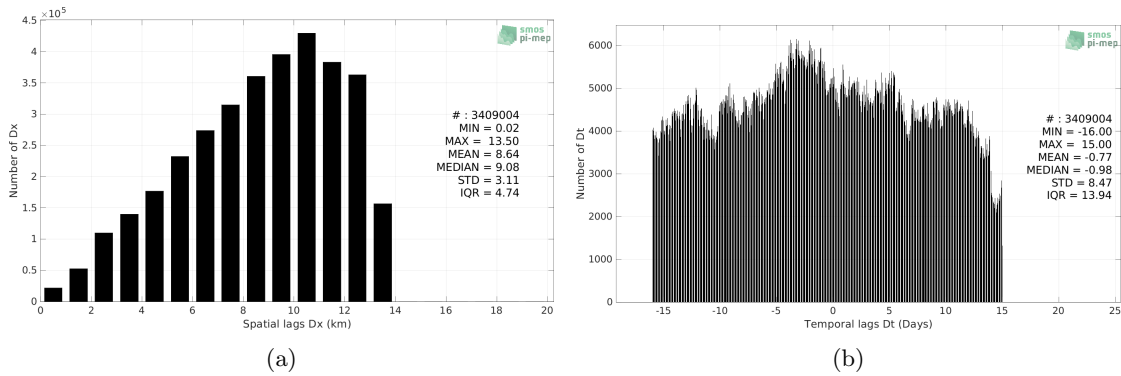 ×10⁵
4.5
4
3.5
3
2.5
2
1.5
1
0.5
0
Number of Dx
smos
pi-mep
# : 3409004
MIN = 0.02
MAX = 13.50
MEAN = 8.64
MEDIAN = 9.08
STD = 3.11
IQR = 4.74
0 2 4 6 8 10 12 14 16 18 20
Spatial lags Dx (km)
(a)
6000
5000
4000
3000
2000
1000
0
Number of Dt
smos
pi-mep
# : 3409004
MIN = -16.00
MAX = 15.00
MEAN = -0.77
MEDIAN = -0.98
STD = 8.47
IQR = 13.94
-15 -10 -5 0 5 10 15 20 25
Temporal lags Dt (Days)
(b)